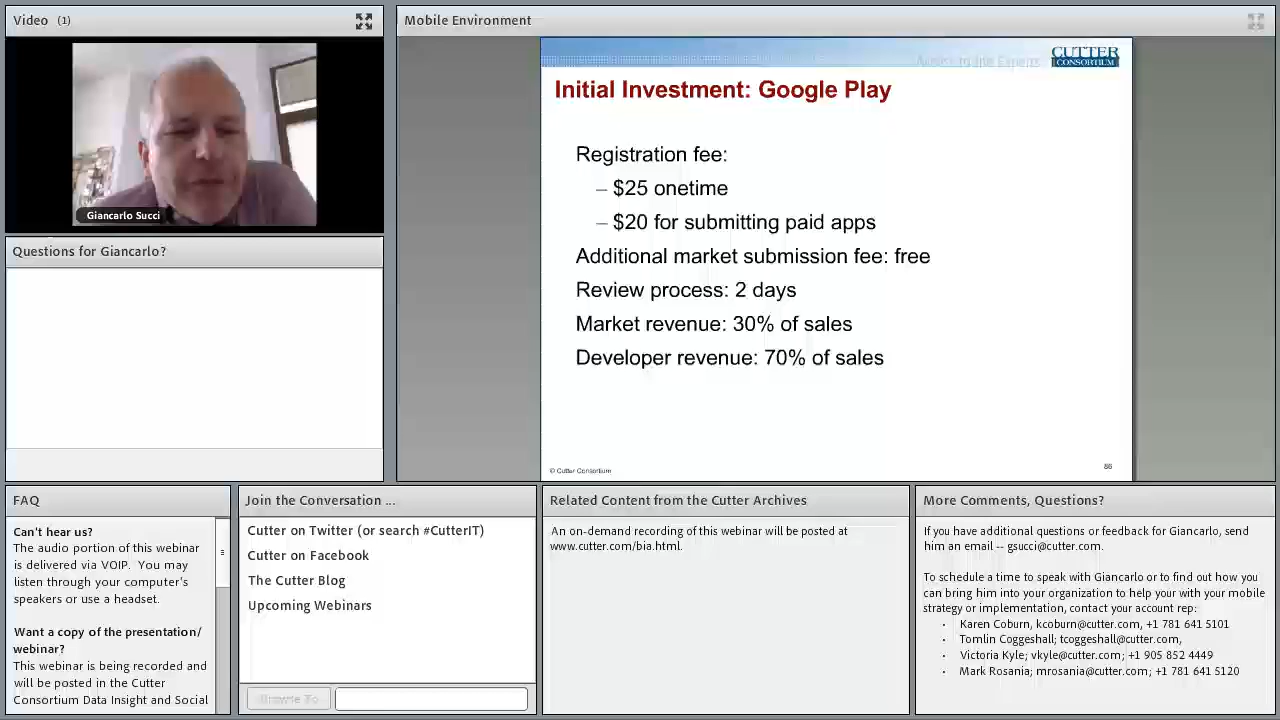 Video (1)
Giancarlo Succi
Questions for Giancarlo?
Mobile Environment
Access to the Experts
CUTTER
CONSORTIUM
Initial Investment: Google Play
Registration fee:
– $25 onetime
– $20 for submitting paid apps
Additional market submission fee: free
Review process: 2 days
Market revenue: 30% of sales
Developer revenue: 70% of sales
© Cutter Consortium
86
FAQ
Can't hear us?
The audio portion of this webinar
is delivered via VOIP. You may
listen through your computer's
speakers or use a headset.
Want a copy of the presentation/
webinar?
This webinar is being recorded and
will be posted in the Cutter
Consortium Data Insight and Social
Join the Conversation ...
Cutter on Twitter (or search #CutterIT)
Cutter on Facebook
The Cutter Blog
Upcoming Webinars
Browse To
Related Content from the Cutter Archives
An on-demand recording of this webinar will be posted at
www.cutter.com/bia.html.
More Comments, Questions?
If you have additional questions or feedback for Giancarlo, send
him an email -- gsucci@cutter.com.
To schedule a time to speak with Giancarlo or to find out how you
can bring him into your organization to help your with your mobile
strategy or implementation, contact your account rep:
• Karen Coburn, kcoburn@cutter.com, +1 781 641 5101
• Tomlin Coggeshall; tcoggeshall@cutter.com,
• Victoria Kyle; vkyle@cutter.com; +1 905 852 4449
• Mark Rosania; mrosania@cutter.com; +1 781 641 5120